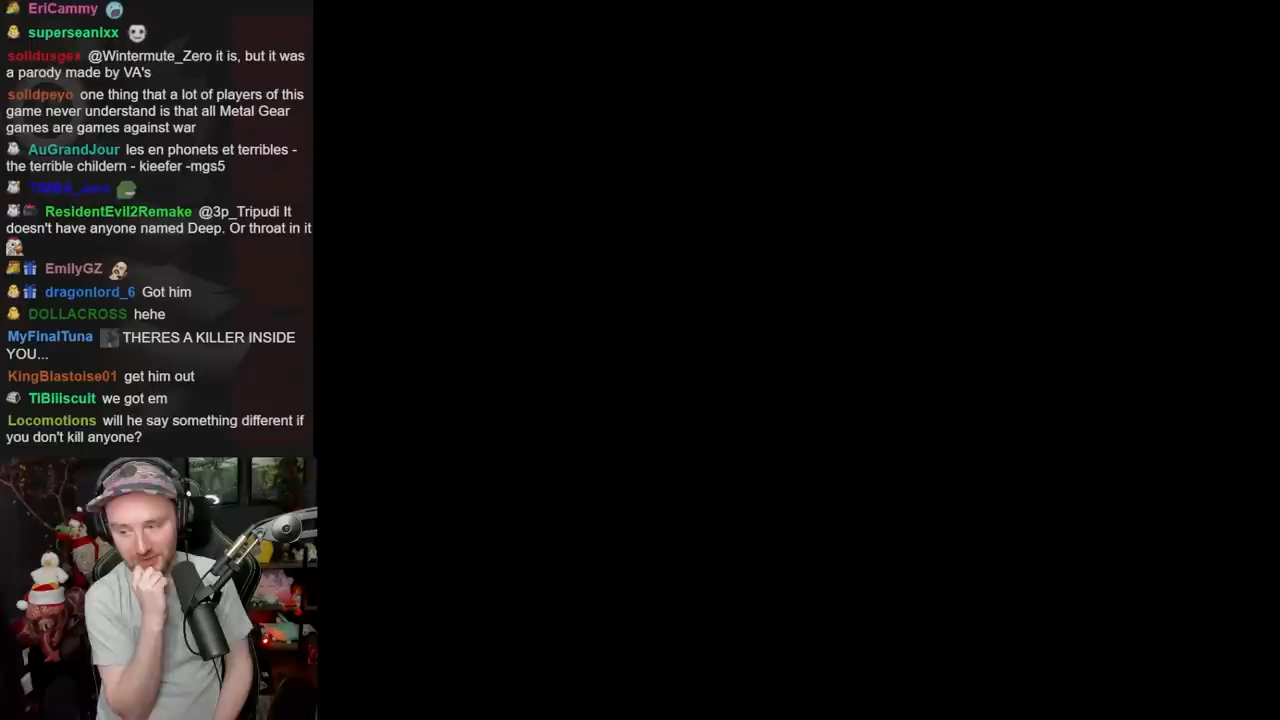 EriCammy
superseanlxx
solidusgex @Wintermute_Zero it is, but it was
a parody made by VA's
solidpeyo one thing that a lot of players of this
game never understand is that all Metal Gear
games are games against war
AuGrandJour les en phonets et terribles -
the terrible childern - kieefer -mgs5
ResidentEvil2Remake @3p_Tripudi It
doesn't have anyone named Deep. Or throat in it
EmilyGZ
dragonlord_6 Got him
DOLLACROSS hehe
MyFinalTuna THERES A KILLER INSIDE
YOU...
KingBlastoise01 get him out
TiBiiiscuit we got em
Locomotions will he say something different if
you don't kill anyone?